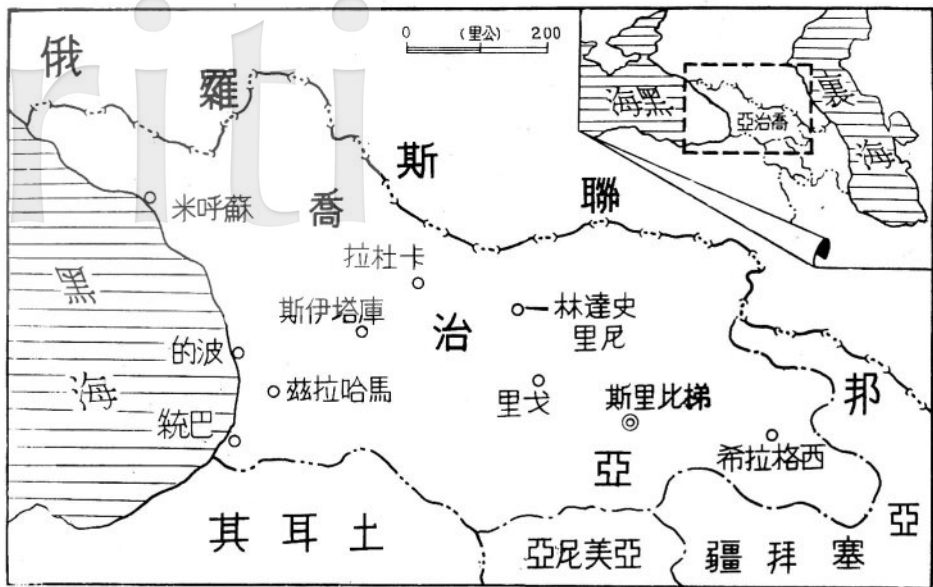 0 (公里) 200
俄羅斯聯邦
黑海
喬治亞
裏海
喬治亞
蘇呼米
卡杜拉
庫塔伊斯
史達林
尼里
黑海
波的
馬哈拉兹
戈里
梯比里斯
巴統
西格拉希
土耳其
亞美尼亞
亞塞拜疆
riti